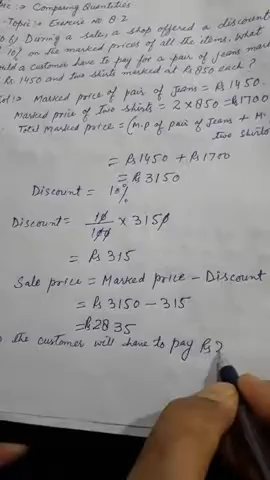 ic :→ Comparing Quantities
-Topic :→ Exercise No 8.2
During a sale, a shop offered a discount
10% on the marked prices of all the items. What
would a customer have to pay for a pair of jeans mark
Rs. 1450 and two shirts marked at Rs 850 each ?
Marked price of pair of jeans = Rs 1450.
Marked price of Two shirts = 2 × 850 = Rs 1700
Total Marked price = (M.P of pair of jeans + M.
two shirts
= Rs 1450 + Rs 1700
= Rs 3150
Discount = 10%
Discount = 10/100 × 3150
= Rs 315
Sale price = Marked price – Discount
= Rs 3150 – 315
= Rs 2835
the customer will have to pay Rs 2